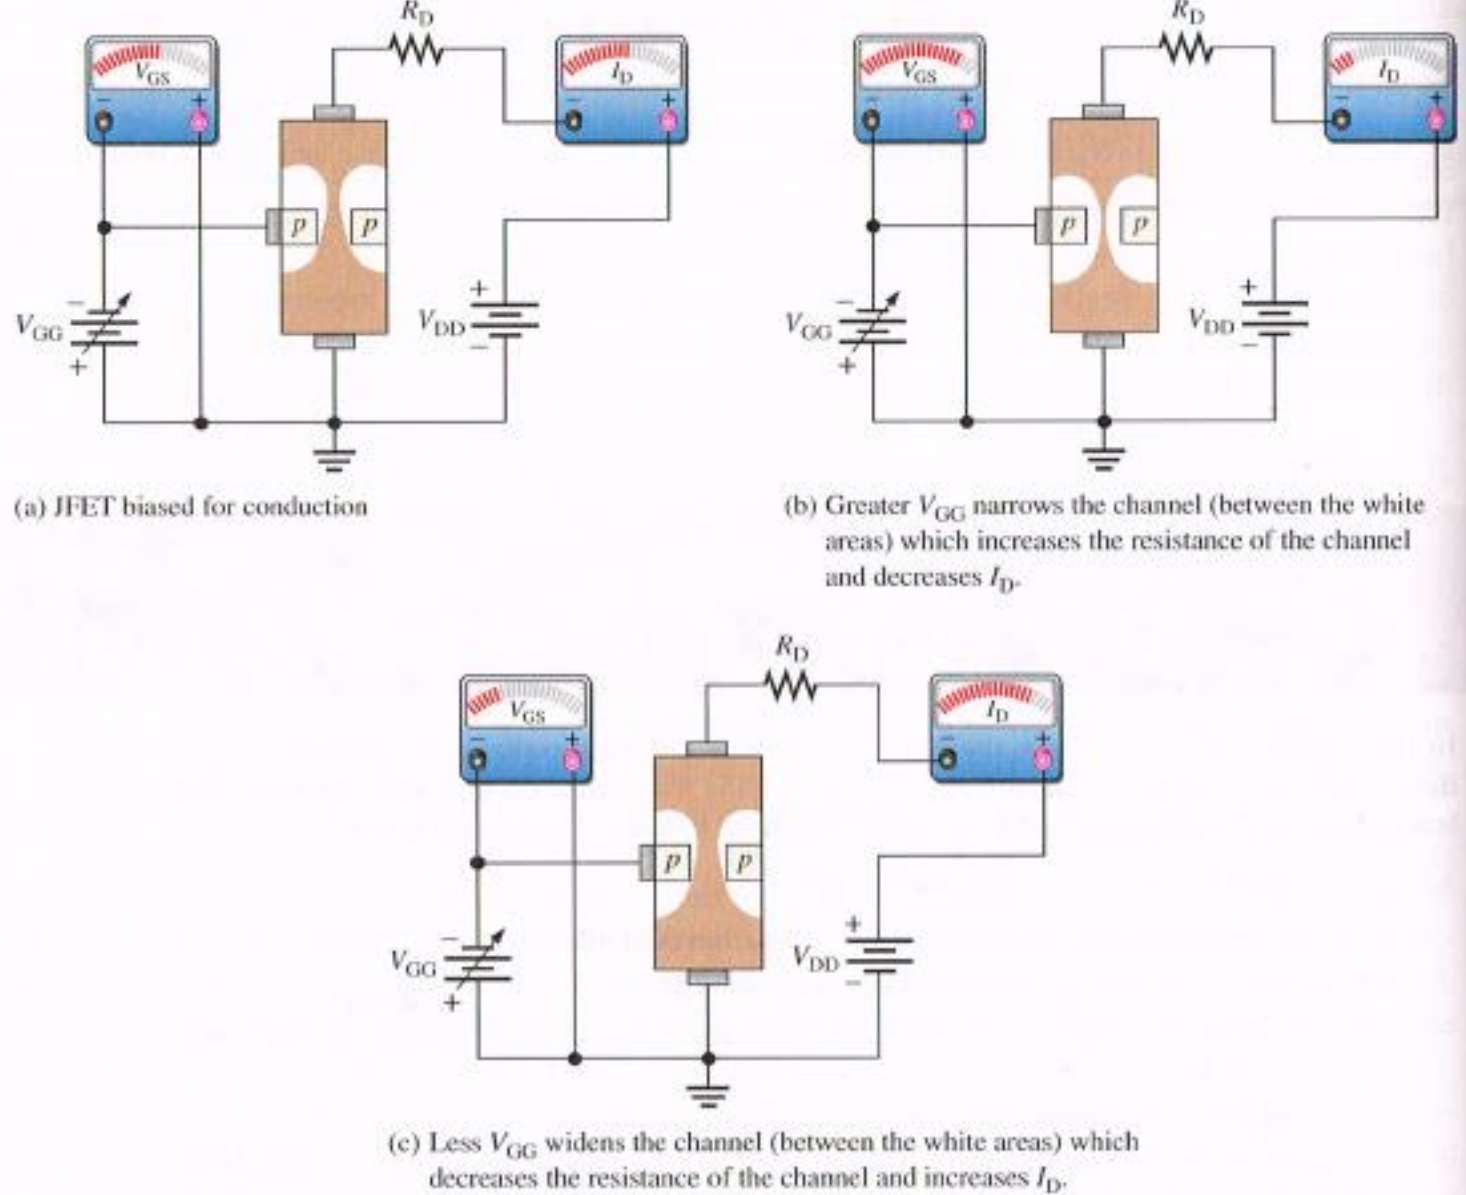 R_D
R_D
V_GS
I_D
V_GS
I_D
− +
− +
− +
− +
p p
p p
− V_GG +
+ V_DD −
− V_GG +
+ V_DD −
(a) JFET biased for conduction
(b) Greater V_GG narrows the channel (between the white
areas) which increases the resistance of the channel
and decreases I_D.
R_D
V_GS
I_D
− +
− +
p p
− V_GG +
+ V_DD −
(c) Less V_GG widens the channel (between the white areas) which
decreases the resistance of the channel and increases I_D.